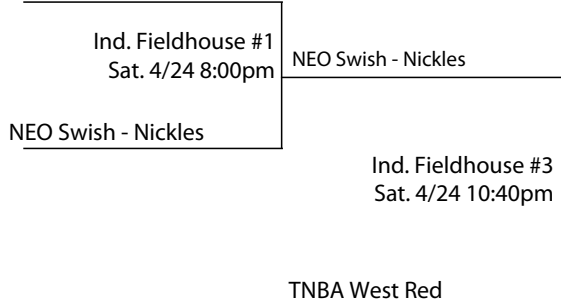 Ind. Fieldhouse #1
Sat. 4/24 8:00pm
NEO Swish - Nickles
NEO Swish - Nickles
Ind. Fieldhouse #3
Sat. 4/24 10:40pm
TNBA West Red